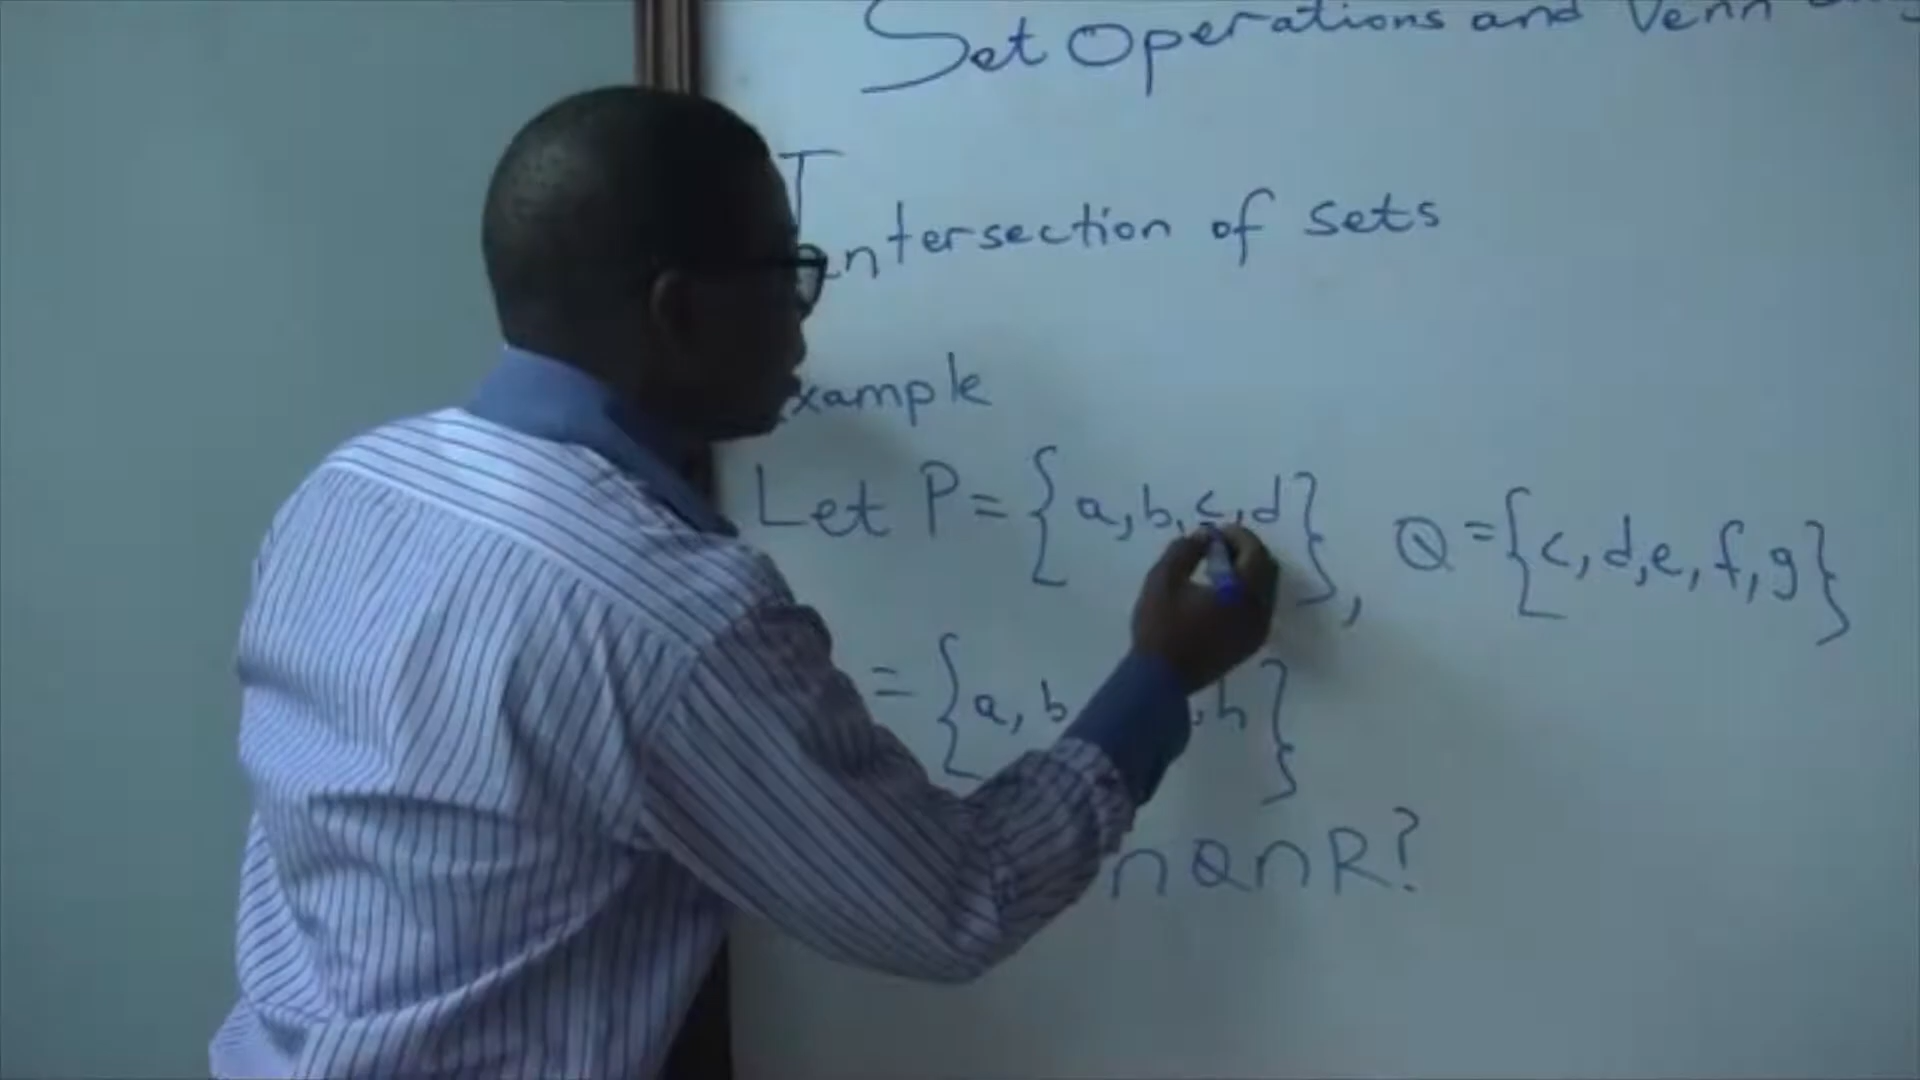 Set Operations and Venn
Intersection of sets
Example
Let P = {a, b, c, d}, Q = {c, d, e, f, g}
= {a, b , h}
∩ Q ∩ R?